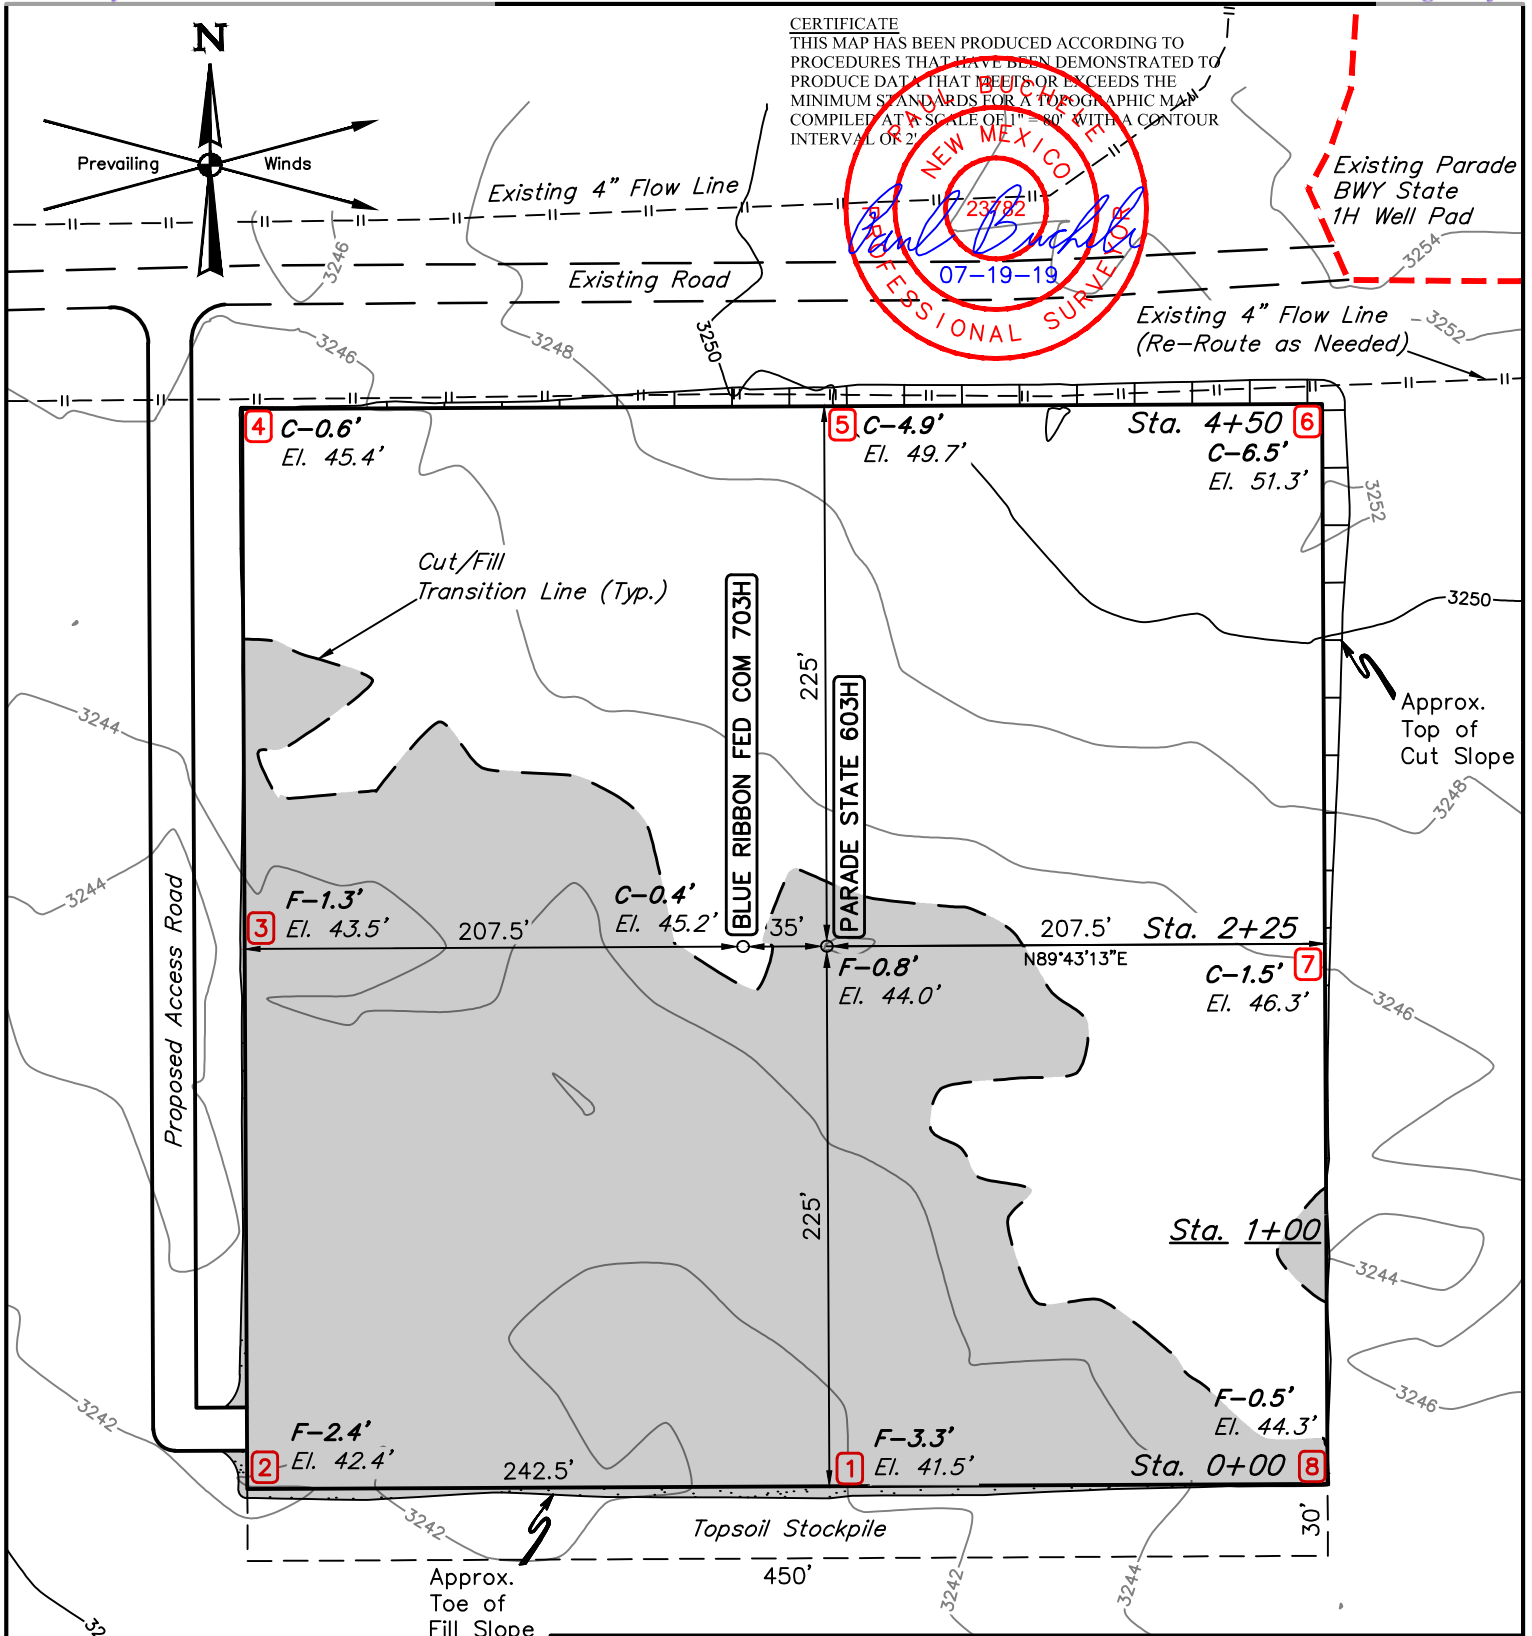 CERTIFICATE
THIS MAP HAS BEEN PRODUCED ACCORDING TO
PROCEDURES THAT HAVE BEEN DEMONSTRATED TO
PRODUCE DATA THAT MEETS OR EXCEEDS THE
MINIMUM STANDARDS FOR A TOPOGRAPHIC MAP
COMPILED AT A SCALE OF 1" = 80' WITH A CONTOUR
INTERVAL OF 2'
N
Prevailing Winds
PAUL BUCHELE
NEW MEXICO
23782
Paul Buchele
07-19-19
PROFESSIONAL SURVEYOR
Existing Parade
BWY State
1H Well Pad
Existing 4” Flow Line
Existing Road
Existing 4” Flow Line
(Re-Route as Needed)
3246
3254
3252
3246
3248
3250
4 C-0.6’
El. 45.4’
5 C-4.9’
El. 49.7’
Sta. 4+50 6
C-6.5’
El. 51.3’
3252
Cut/Fill
Transition Line (Typ.)
3250
BLUE RIBBON FED COM 703H
PARADE STATE 603H
225’
Approx.
Top of
Cut Slope
3244
3248
3244
Proposed Access Road
3 F-1.3’
El. 43.5’
207.5’
C-0.4’
El. 45.2’
35’
207.5’
Sta. 2+25
N89°43’13”E
F-0.8’
El. 44.0’
7
C-1.5’
El. 46.3’
3246
225’
Sta. 1+00
3244
3242
3246
F-2.4’
2 El. 42.4’
242.5’
F-3.3’
1 El. 41.5’
F-0.5’
El. 44.3’
Sta. 0+00 8
3242
Topsoil Stockpile
30’
450’
3242
3244
Approx.
Toe of
Fill Slope